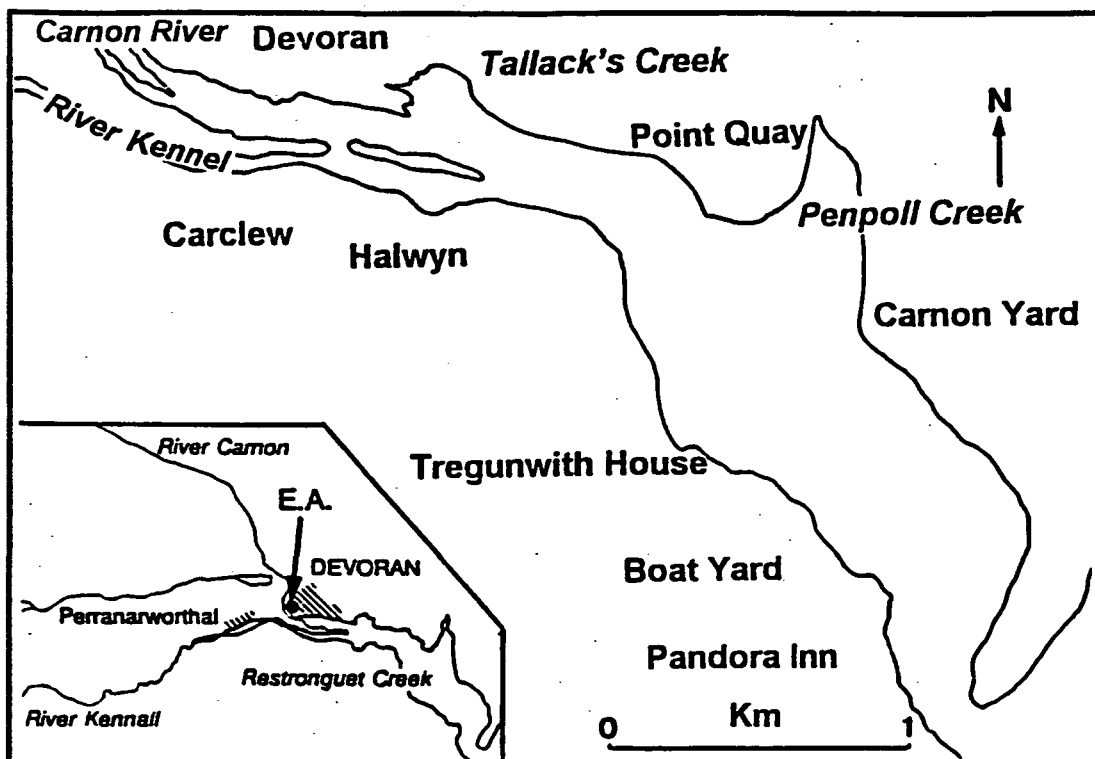 Carnon River
Devoran
Tallack's Creek
River Kennel
Point Quay
N
Penpoll Creek
Carclew
Halwyn
Carnon Yard
Tregunwith House
Boat Yard
Pandora Inn
0 Km 1
River Carnon
E.A.
DEVORAN
Perranarworthal
Restronguet Creek
River Kennall